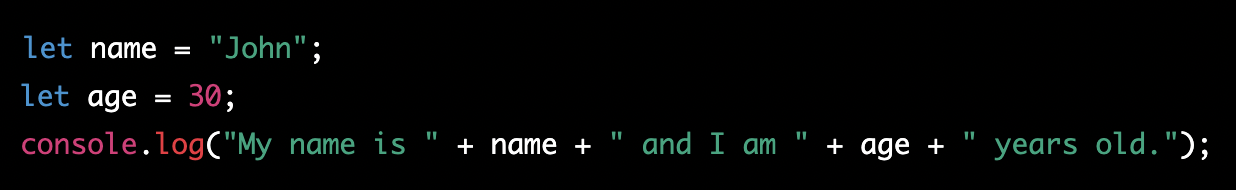 let name = "John";
let age = 30;
console.log("My name is " + name + " and I am " + age + " years old.");